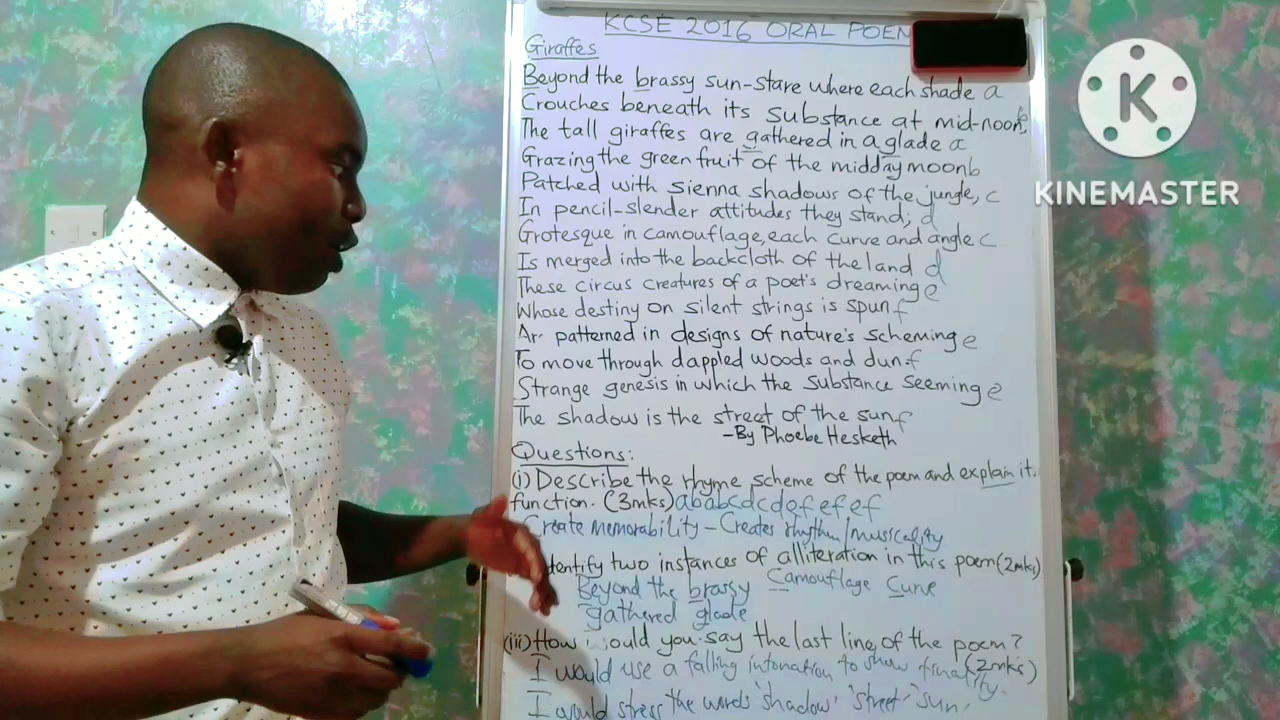 KCSE 2016 ORAL POEM
Giraffes
Beyond the brassy sun-stare where each shade a
Crouches beneath its substance at mid-noon, b
The tall giraffes are gathered in a glade a
Grazing the green fruit of the midday moon b
Patched with sienna shadows of the jungle, c
In pencil-slender attitudes they stand; d
Grotesque in camouflage, each curve and angle c
Is merged into the backcloth of the land d
These circus creatures of a poet's dreaming e
Whose destiny on silent strings is spun f
Ar patterned in designs of nature's scheming e
To move through dappled woods and dun. f
Strange genesis in which the substance seeming e
The shadow is the street of the sun f
-By Phoebe Hesketh
Questions:
(i) Describe the rhyme scheme of the poem and explain it.
function. (3mks) ababcdcdefefef
Create memorability - Creates rhythm/musicality
Identify two instances of alliteration in this poem (2mks)
Beyond the brassy Camouflage Curve
gathered glade
(iii) How would you say the last line of the poem?
(2mks)
I would use a falling intonation to show finality.
I would stress the words 'shadow' 'street' 'sun'
K
KINEMASTER